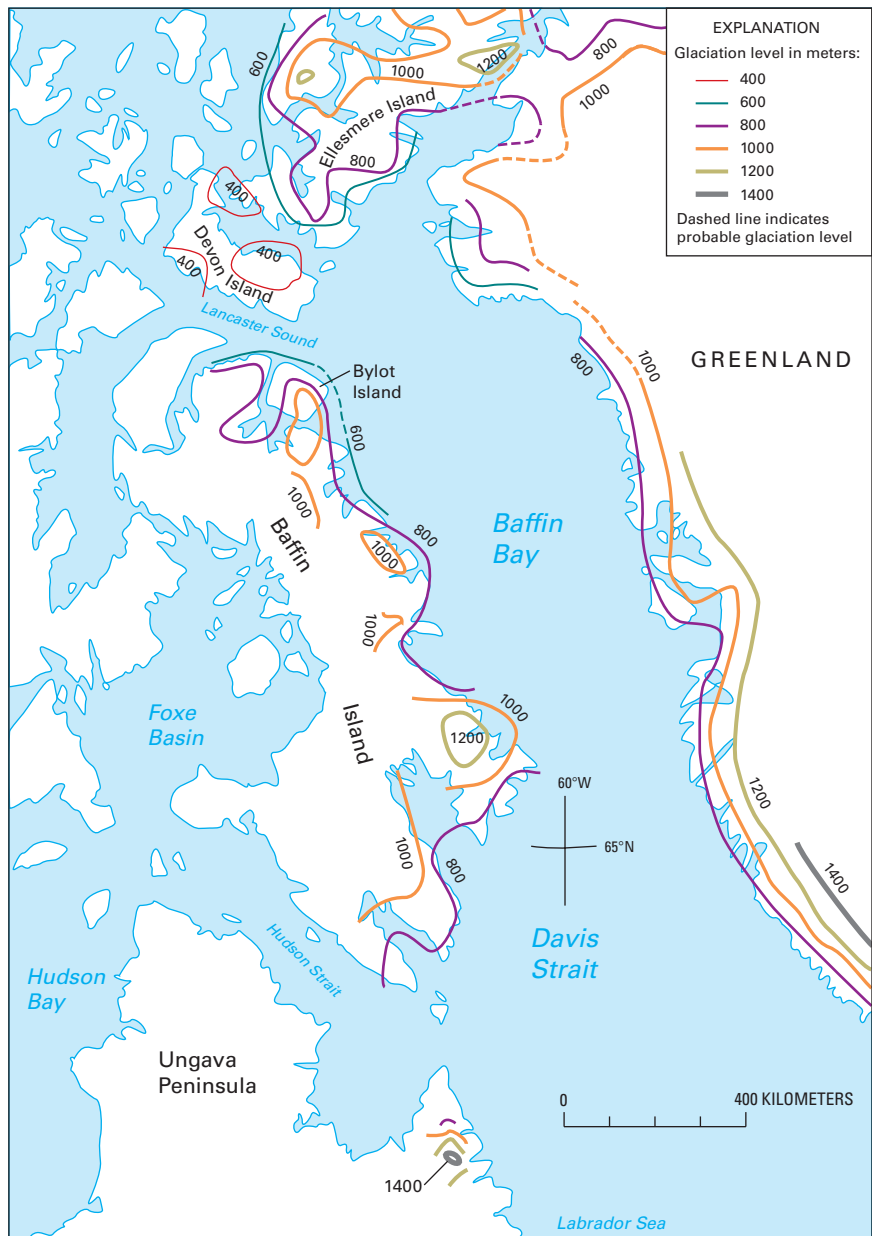 EXPLANATION
Glaciation level in meters:
400
600
800
1000
1200
1400
Dashed line indicates
probable glaciation level
600
1000
1200
800
1000
Ellesmere Island
800
400
400
400
Devon Island
Lancaster Sound
Bylot
Island
600
800
1000
GREENLAND
1000
Baffin
Island
800
1000
1000
Baffin
Bay
Foxe
Basin
1000
1200
60°W
65°N
1200
1000
800
1400
Hudson Strait
Davis
Strait
Hudson
Bay
Ungava
Peninsula
0
400 KILOMETERS
1400
Labrador Sea